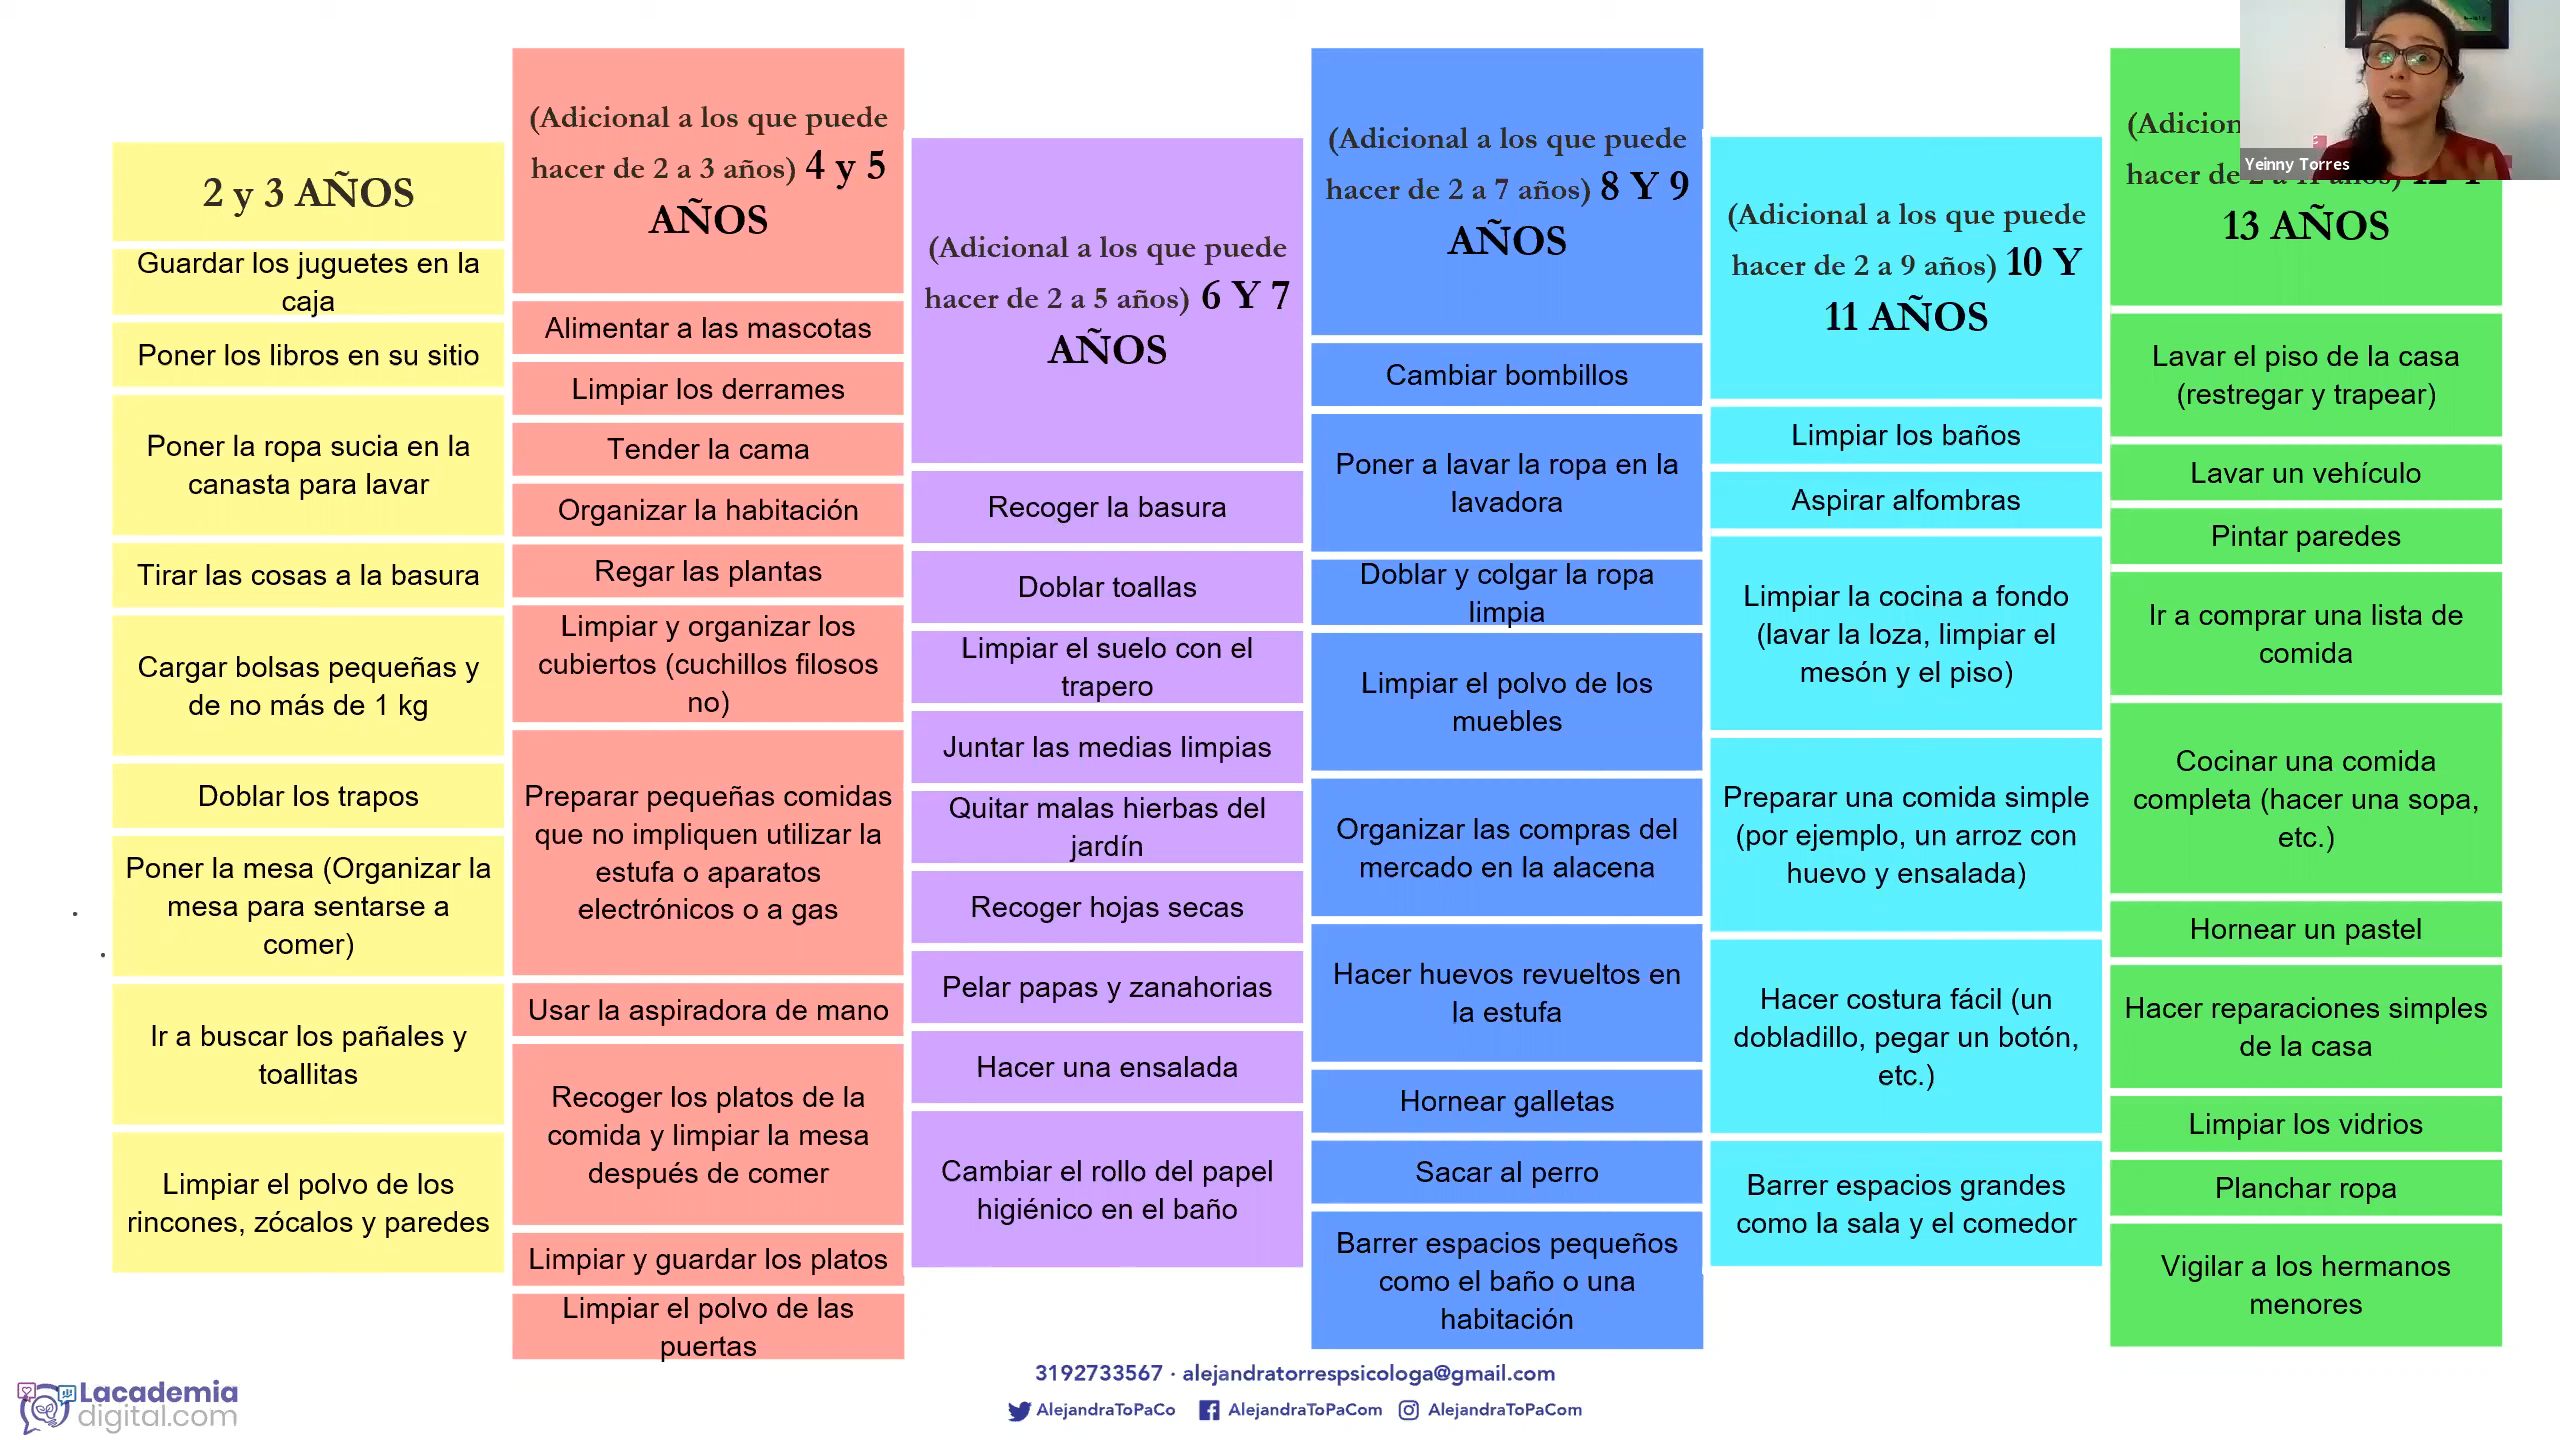 2 y 3 AÑOS
Guardar los juguetes en la
caja
Poner los libros en su sitio
Poner la ropa sucia en la
canasta para lavar
Tirar las cosas a la basura
Cargar bolsas pequeñas y
de no más de 1 kg
Doblar los trapos
Poner la mesa (Organizar la
mesa para sentarse a
comer)
Ir a buscar los pañales y
toallitas
Limpiar el polvo de los
rincones, zócalos y paredes
(Adicional a los que puede
hacer de 2 a 3 años) 4 y 5
AÑOS
Alimentar a las mascotas
Limpiar los derrames
Tender la cama
Organizar la habitación
Regar las plantas
Limpiar y organizar los
cubiertos (cuchillos filosos
no)
Preparar pequeñas comidas
que no impliquen utilizar la
estufa o aparatos
electrónicos o a gas
Usar la aspiradora de mano
Recoger los platos de la
comida y limpiar la mesa
después de comer
Limpiar y guardar los platos
Limpiar el polvo de las
puertas
(Adicional a los que puede
hacer de 2 a 5 años) 6 Y 7
AÑOS
Recoger la basura
Doblar toallas
Limpiar el suelo con el
trapero
Juntar las medias limpias
Quitar malas hierbas del
jardín
Recoger hojas secas
Pelar papas y zanahorias
Hacer una ensalada
Cambiar el rollo del papel
higiénico en el baño
(Adicional a los que puede
hacer de 2 a 7 años) 8 Y 9
AÑOS
Cambiar bombillos
Poner a lavar la ropa en la
lavadora
Doblar y colgar la ropa
limpia
Limpiar el polvo de los
muebles
Organizar las compras del
mercado en la alacena
Hacer huevos revueltos en
la estufa
Hornear galletas
Sacar al perro
Barrer espacios pequeños
como el baño o una
habitación
(Adicional a los que puede
hacer de 2 a 9 años) 10 Y
11 AÑOS
Limpiar los baños
Aspirar alfombras
Limpiar la cocina a fondo
(lavar la loza, limpiar el
mesón y el piso)
Preparar una comida simple
(por ejemplo, un arroz con
huevo y ensalada)
Hacer costura fácil (un
dobladillo, pegar un botón,
etc.)
Barrer espacios grandes
como la sala y el comedor
(Adicion
hacer de
13 AÑOS
Lavar el piso de la casa
(restregar y trapear)
Lavar un vehículo
Pintar paredes
Ir a comprar una lista de
comida
Cocinar una comida
completa (hacer una sopa,
etc.)
Hornear un pastel
Hacer reparaciones simples
de la casa
Limpiar los vidrios
Planchar ropa
Vigilar a los hermanos
menores
Yeinny Torres
3192733567 · alejandratorrespsicologa@gmail.com
AlejandraToPaCo AlejandraToPaCom AlejandraToPaCom
Lacademia
digital.com